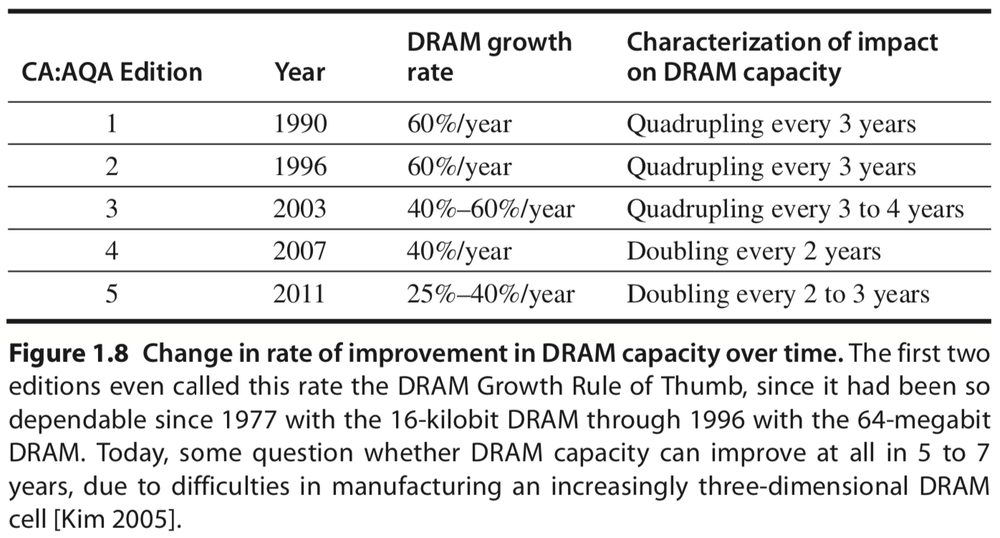 DRAM growth rate Characterization of impact on DRAM capacity
CA:AQA Edition Year
1 1990 60%/year Quadrupling every 3 years
2 1996 60%/year Quadrupling every 3 years
3 2003 40%–60%/year Quadrupling every 3 to 4 years
4 2007 40%/year Doubling every 2 years
5 2011 25%–40%/year Doubling every 2 to 3 years
Figure 1.8 Change in rate of improvement in DRAM capacity over time. The first two
editions even called this rate the DRAM Growth Rule of Thumb, since it had been so
dependable since 1977 with the 16-kilobit DRAM through 1996 with the 64-megabit
DRAM. Today, some question whether DRAM capacity can improve at all in 5 to 7
years, due to difficulties in manufacturing an increasingly three-dimensional DRAM
cell [Kim 2005].